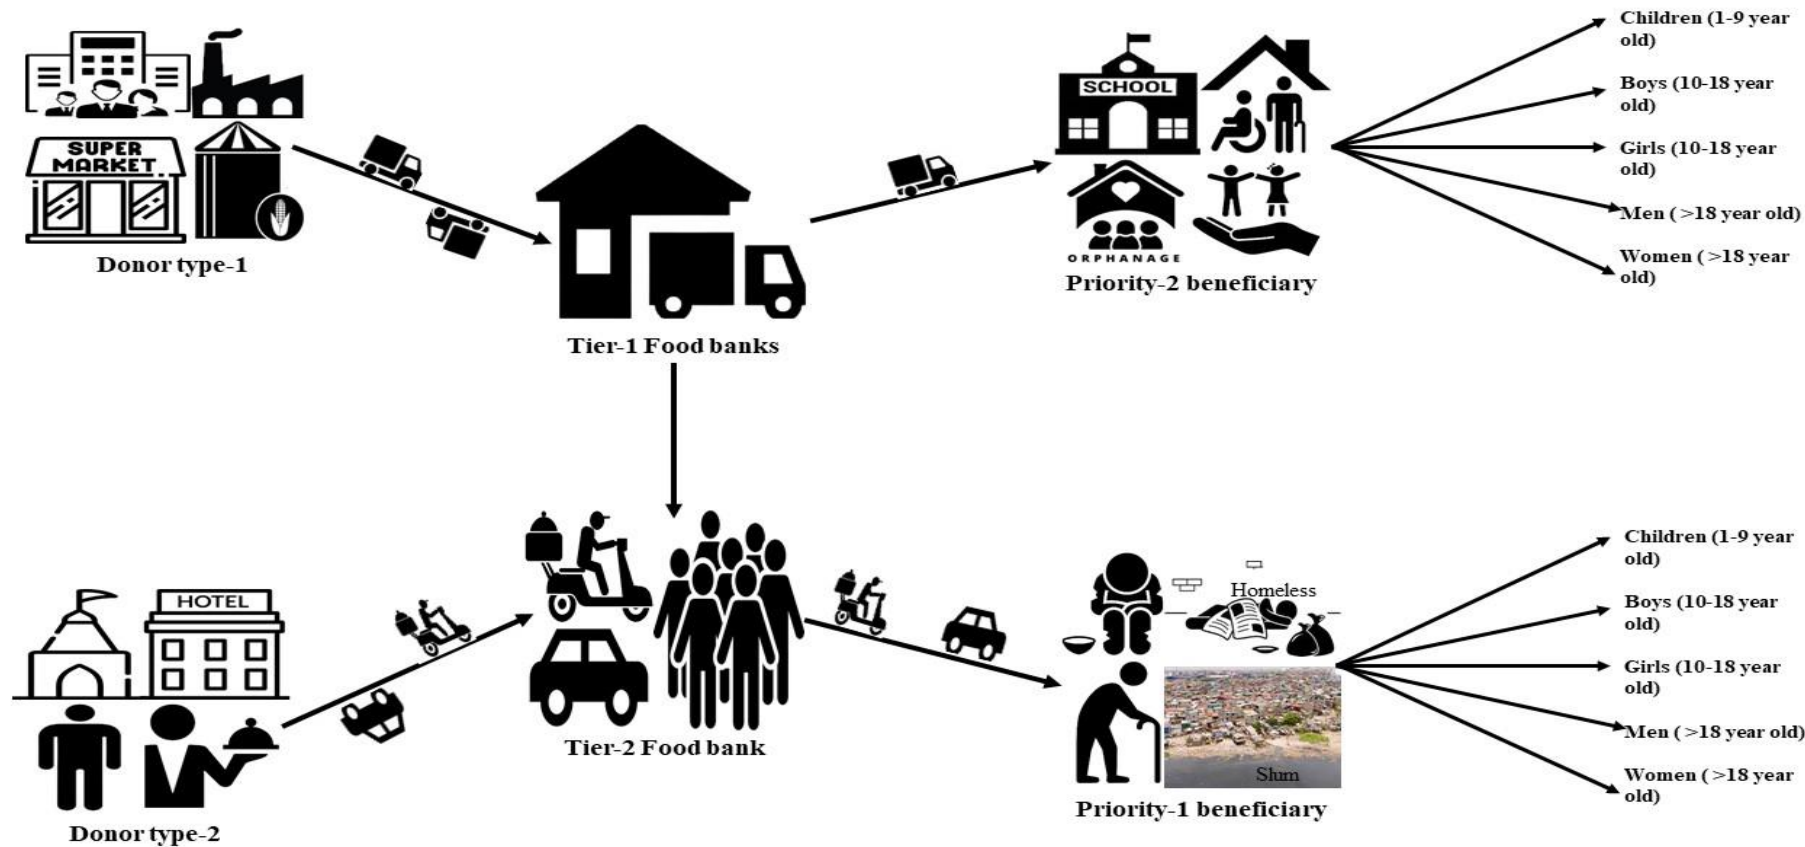 SUPER
MARKET
Donor type-1
Tier-1 Food banks
SCHOOL
ORPHANAGE
Priority-2 beneficiary
Children (1-9 year
old)
Boys (10-18 year
old)
Girls (10-18 year
old)
Men ( >18 year old)
Women ( >18 year
old)
HOTEL
Donor type-2
Tier-2 Food bank
Homeless
Slum
Priority-1 beneficiary
Children (1-9 year
old)
Boys (10-18 year
old)
Girls (10-18 year
old)
Men ( >18 year old)
Women ( >18 year
old)